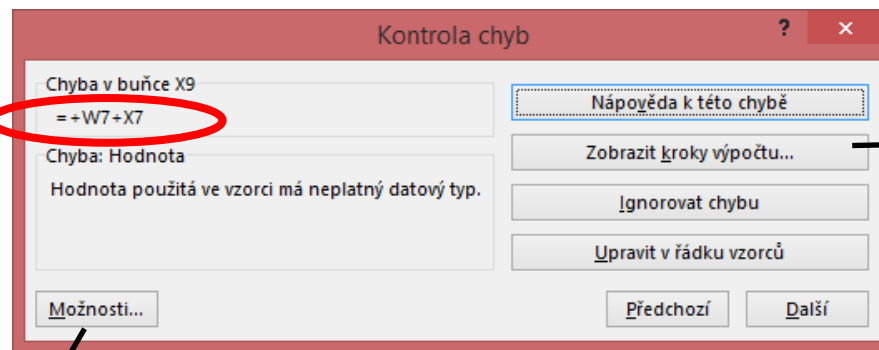 Kontrola chyb
? ×
Chyba v buňce X9
=+W7+X7
Chyba: Hodnota
Hodnota použitá ve vzorci má neplatný datový typ.
Nápověda k této chybě
Zobrazit kroky výpočtu...
Ignorovat chybu
Upravit v řádku vzorců
Možnosti...
Předchozí
Další